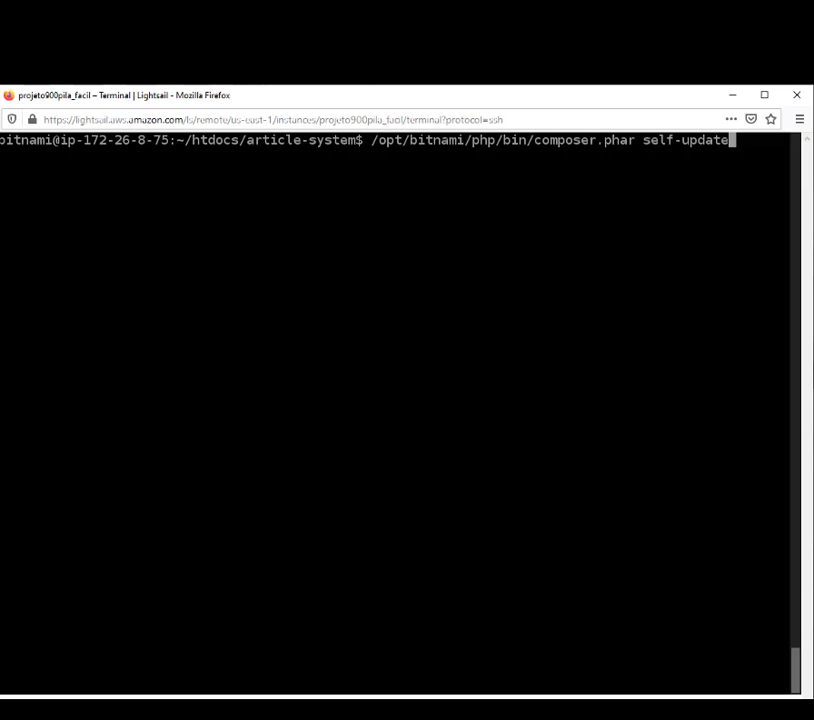 projeto900pila_facil – Terminal | Lightsail - Mozilla Firefox
https://lightsail.aws.amazon.com/ls/remote/us-east-1/instances/projeto900pila_facil/terminal?protocol=ssh
bitnami@ip-172-26-8-75:~/htdocs/article-system$ /opt/bitnami/php/bin/composer.phar self-update